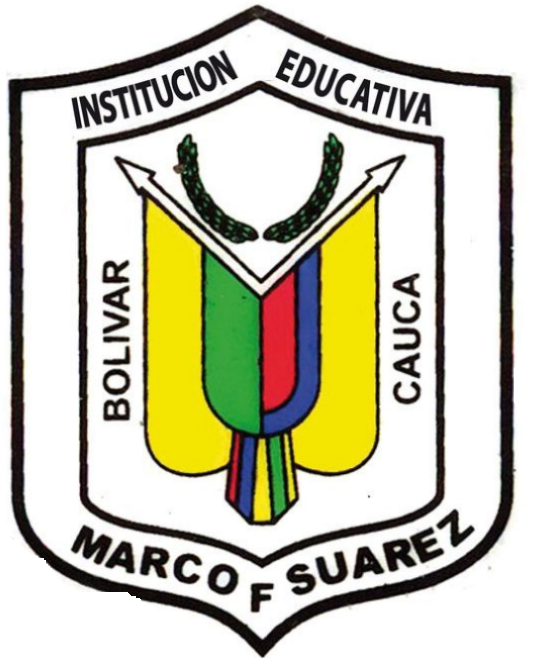 INSTITUCION EDUCATIVA
BOLIVAR
CAUCA
MARCO F SUAREZ